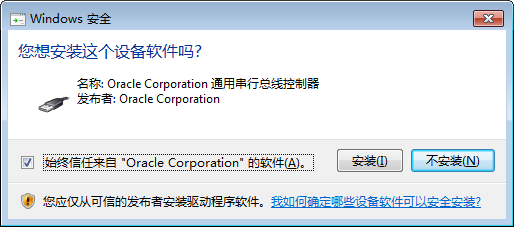 Windows 安全
您想安装这个设备软件吗?
名称: Oracle Corporation 通用串行总线控制器
发布者: Oracle Corporation
始终信任来自 "Oracle Corporation" 的软件(A)。
安装(I)
不安装(N)
您应仅从可信的发布者安装驱动程序软件。我如何确定哪些设备软件可以安全安装?